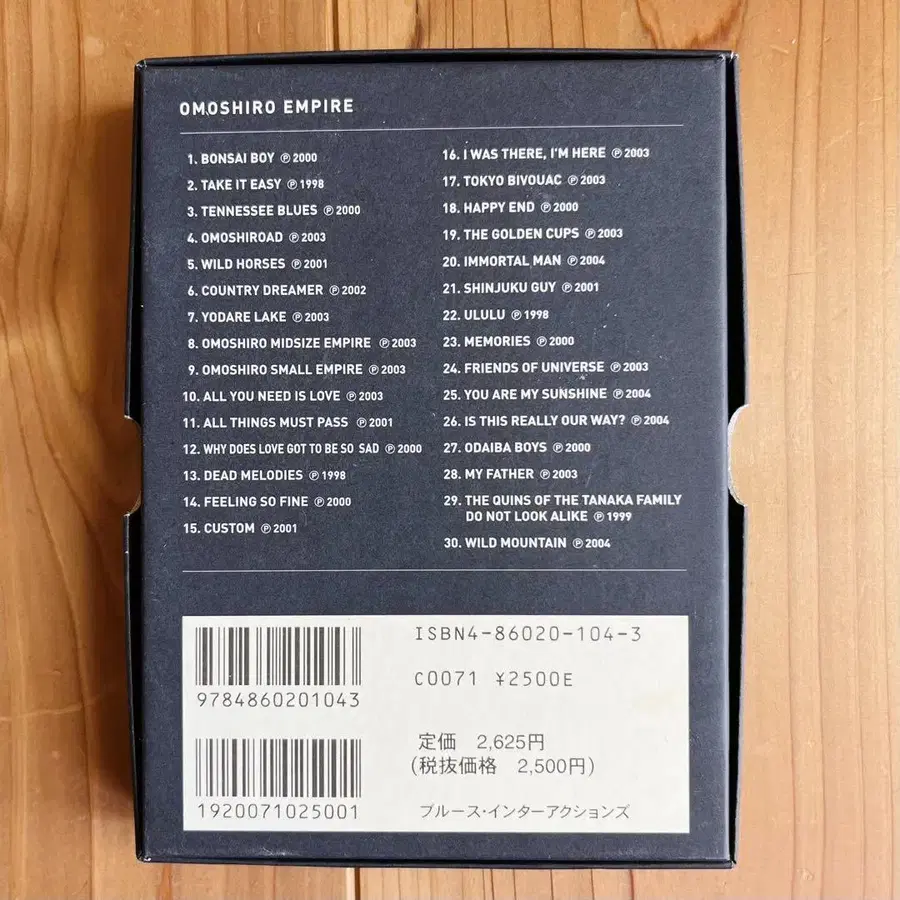 OMOSHIRO EMPIRE
1. BONSAI BOY ℗ 2000
2. TAKE IT EASY ℗ 1998
3. TENNESSEE BLUES ℗ 2000
4. OMOSHIROAD ℗ 2003
5. WILD HORSES ℗ 2001
6. COUNTRY DREAMER ℗ 2002
7. YODARE LAKE ℗ 2003
8. OMOSHIRO MIDSIZE EMPIRE ℗ 2003
9. OMOSHIRO SMALL EMPIRE ℗ 2003
10. ALL YOU NEED IS LOVE ℗ 2003
11. ALL THINGS MUST PASS ℗ 2001
12. WHY DOES LOVE GOT TO BE SO SAD ℗ 2000
13. DEAD MELODIES ℗ 1998
14. FEELING SO FINE ℗ 2000
15. CUSTOM ℗ 2001
16. I WAS THERE, I'M HERE ℗ 2003
17. TOKYO BIVOUAC ℗ 2003
18. HAPPY END ℗ 2000
19. THE GOLDEN CUPS ℗ 2003
20. IMMORTAL MAN ℗ 2004
21. SHINJUKU GUY ℗ 2001
22. ULULU ℗ 1998
23. MEMORIES ℗ 2000
24. FRIENDS OF UNIVERSE ℗ 2003
25. YOU ARE MY SUNSHINE ℗ 2004
26. IS THIS REALLY OUR WAY? ℗ 2004
27. ODAIBA BOYS ℗ 2000
28. MY FATHER ℗ 2003
29. THE QUINS OF THE TANAKA FAMILY
DO NOT LOOK ALIKE ℗ 1999
30. WILD MOUNTAIN ℗ 2004
9784860201043
1920071025001
ISBN4-86020-104-3
C0071 ¥2500E
定価 2,625円
(税抜価格 2,500円)
ブルース・インターアクションズ